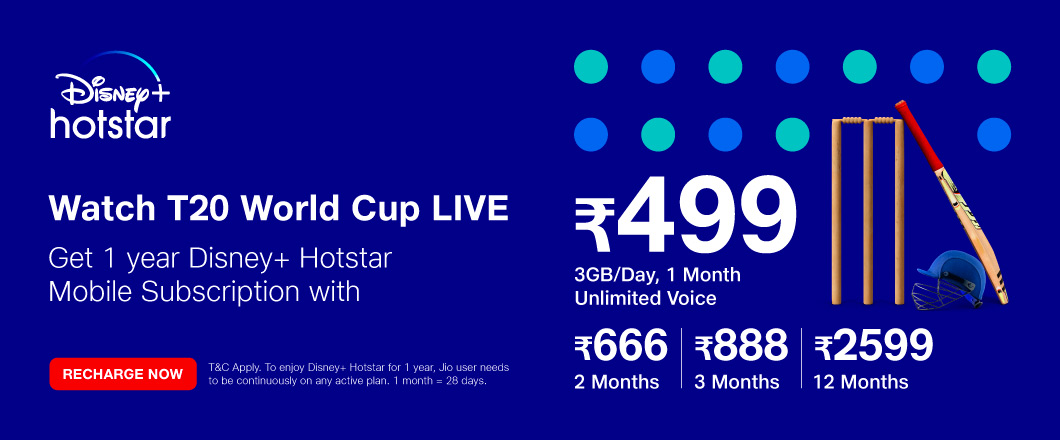 Disney+
hotstar
Watch T20 World Cup LIVE
Get 1 year Disney+ Hotstar
Mobile Subscription with
RECHARGE NOW
T&C Apply. To enjoy Disney+ Hotstar for 1 year, Jio user needs
to be continuously on any active plan. 1 month = 28 days.
₹499
3GB/Day, 1 Month
Unlimited Voice
₹666
2 Months
₹888
3 Months
₹2599
12 Months